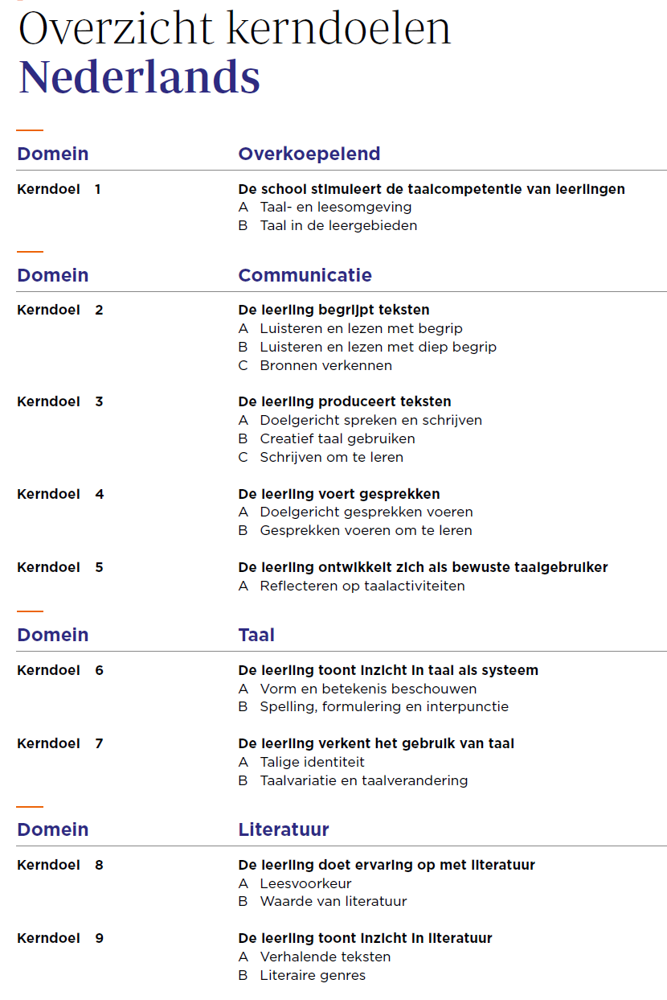 Overzicht kerndoelen
Nederlands
Domein Overkoepelend
Kerndoel 1 De school stimuleert de taalcompetentie van leerlingen
A Taal- en leesomgeving
B Taal in de leergebieden
Domein Communicatie
Kerndoel 2 De leerling begrijpt teksten
A Luisteren en lezen met begrip
B Luisteren en lezen met diep begrip
C Bronnen verkennen
Kerndoel 3 De leerling produceert teksten
A Doelgericht spreken en schrijven
B Creatief taal gebruiken
C Schrijven om te leren
Kerndoel 4 De leerling voert gesprekken
A Doelgericht gesprekken voeren
B Gesprekken voeren om te leren
Kerndoel 5 De leerling ontwikkelt zich als bewuste taalgebruiker
A Reflecteren op taalactiviteiten
Domein Taal
Kerndoel 6 De leerling toont inzicht in taal als systeem
A Vorm en betekenis beschouwen
B Spelling, formulering en interpunctie
Kerndoel 7 De leerling verkent het gebruik van taal
A Talige identiteit
B Taalvariatie en taalverandering
Domein Literatuur
Kerndoel 8 De leerling doet ervaring op met literatuur
A Leesvoorkeur
B Waarde van literatuur
Kerndoel 9 De leerling toont inzicht in literatuur
A Verhalende teksten
B Literaire genres